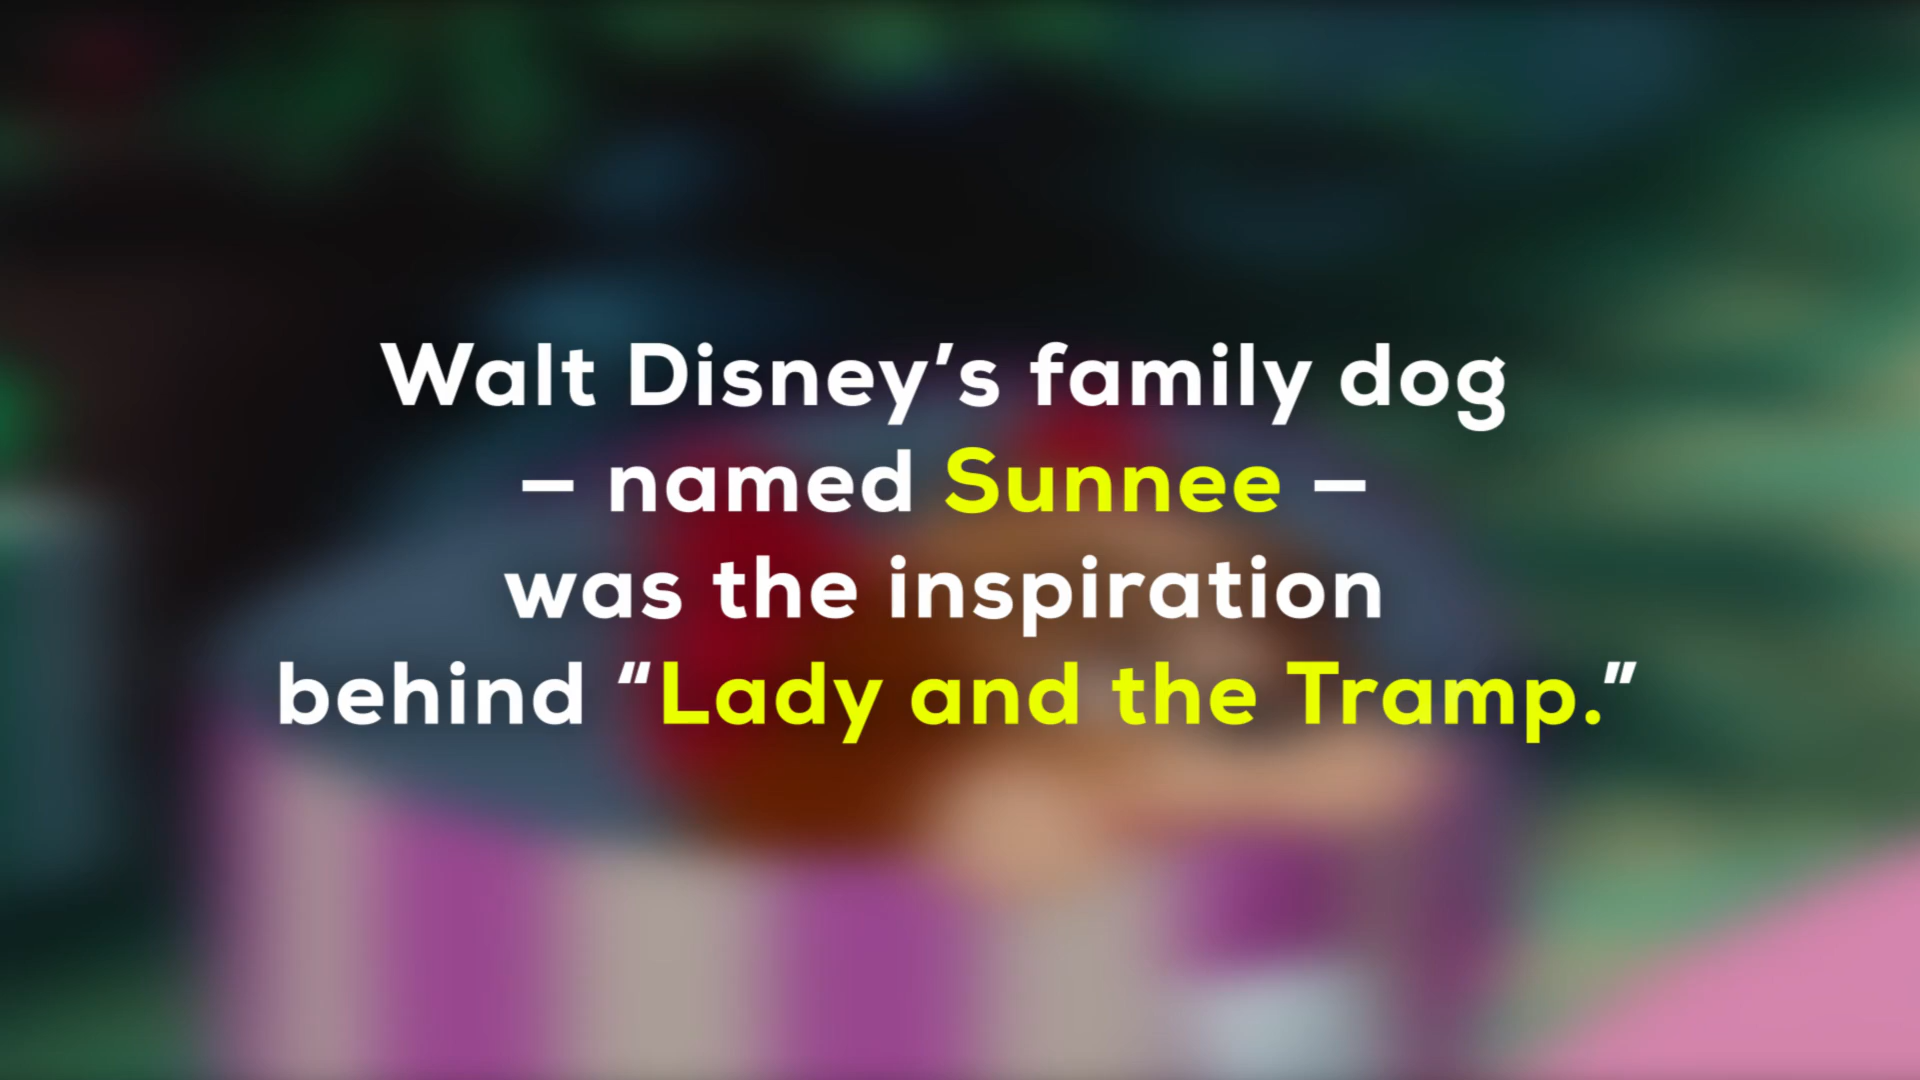 Walt Disney’s family dog
– named Sunnee –
was the inspiration
behind “Lady and the Tramp.”